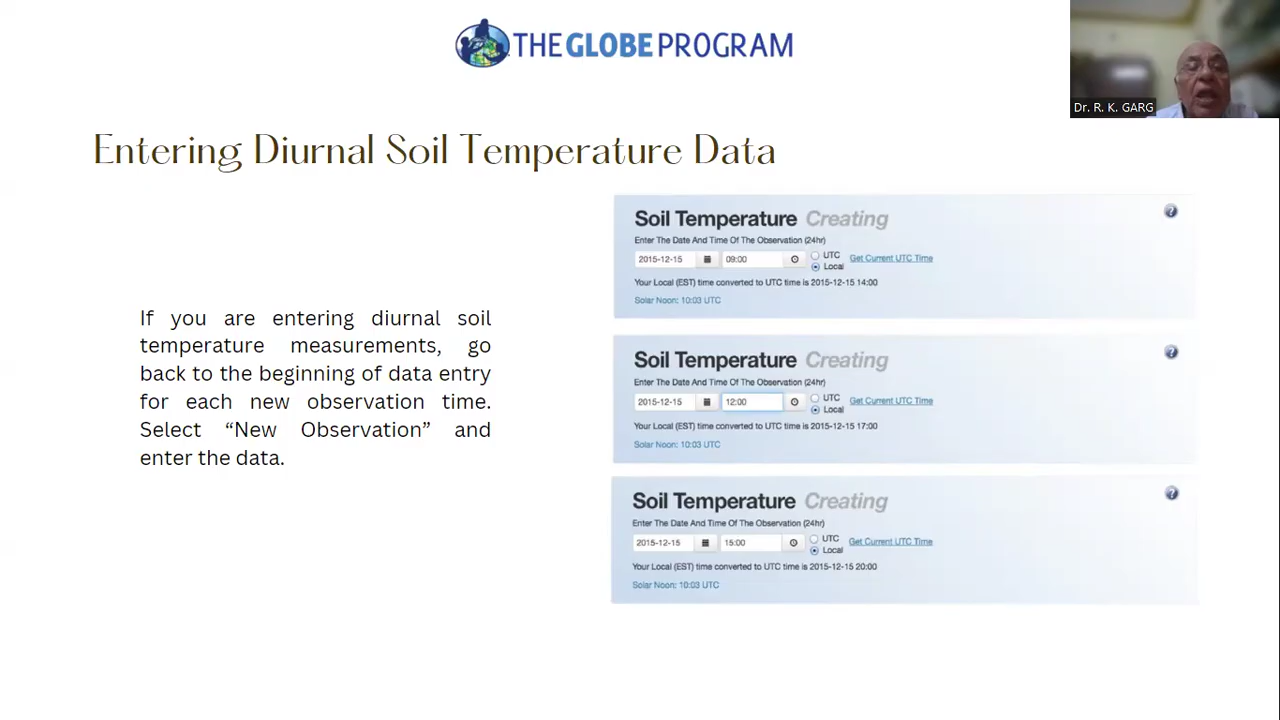 THE GLOBE PROGRAM
Dr. R. K. GARG
Entering Diurnal Soil Temperature Data
If you are entering diurnal soil
temperature measurements, go
back to the beginning of data entry
for each new observation time.
Select “New Observation” and
enter the data.
Soil Temperature Creating
Enter The Date And Time Of The Observation (24hr)
2015-12-15 09:00 UTC
Local Get Current UTC Time
Your Local (EST) time converted to UTC time is 2015-12-15 14:00
Solar Noon: 10:03 UTC
Soil Temperature Creating
Enter The Date And Time Of The Observation (24hr)
2015-12-15 12:00 UTC
Local Get Current UTC Time
Your Local (EST) time converted to UTC time is 2015-12-15 17:00
Solar Noon: 10:03 UTC
Soil Temperature Creating
Enter The Date And Time Of The Observation (24hr)
2015-12-15 15:00 UTC
Local Get Current UTC Time
Your Local (EST) time converted to UTC time is 2015-12-15 20:00
Solar Noon: 10:03 UTC